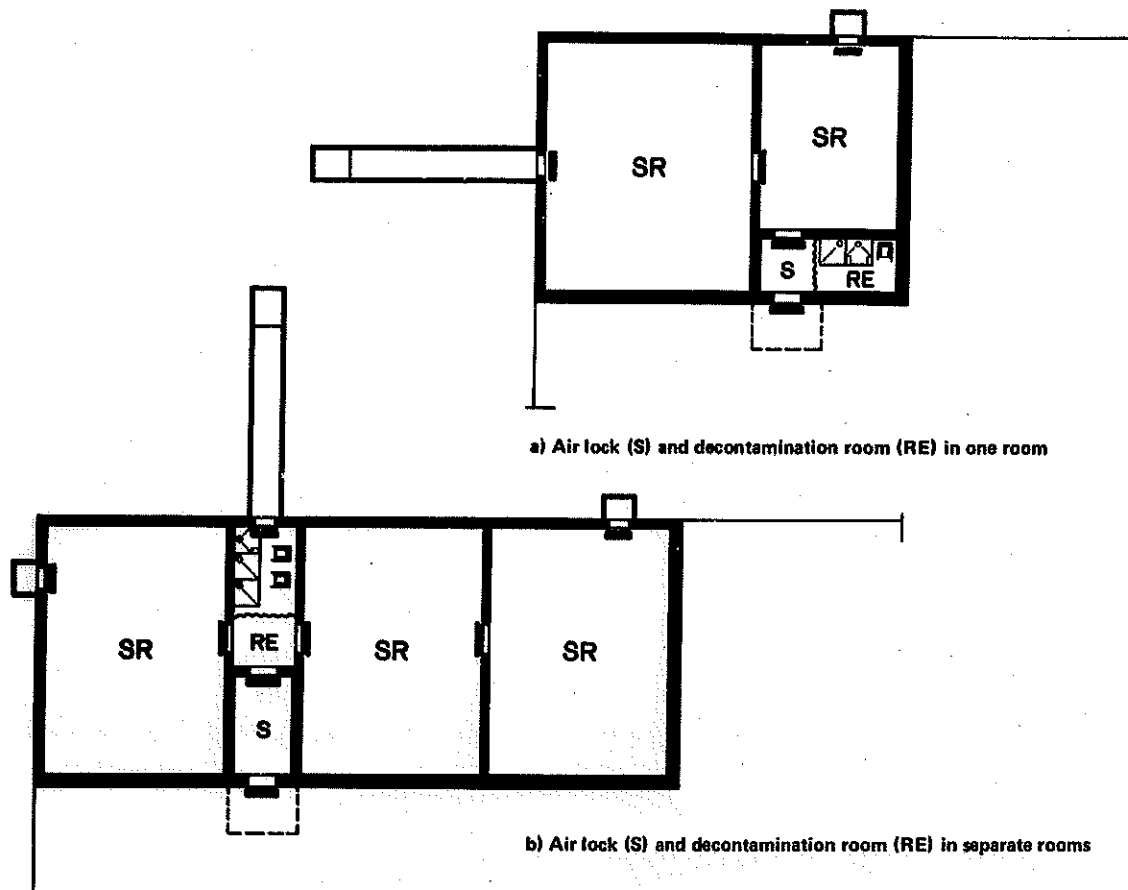 SR
SR
S
RE
a) Air lock (S) and decontamination room (RE) in one room
SR
RE
SR
SR
S
b) Air lock (S) and decontamination room (RE) in separate rooms